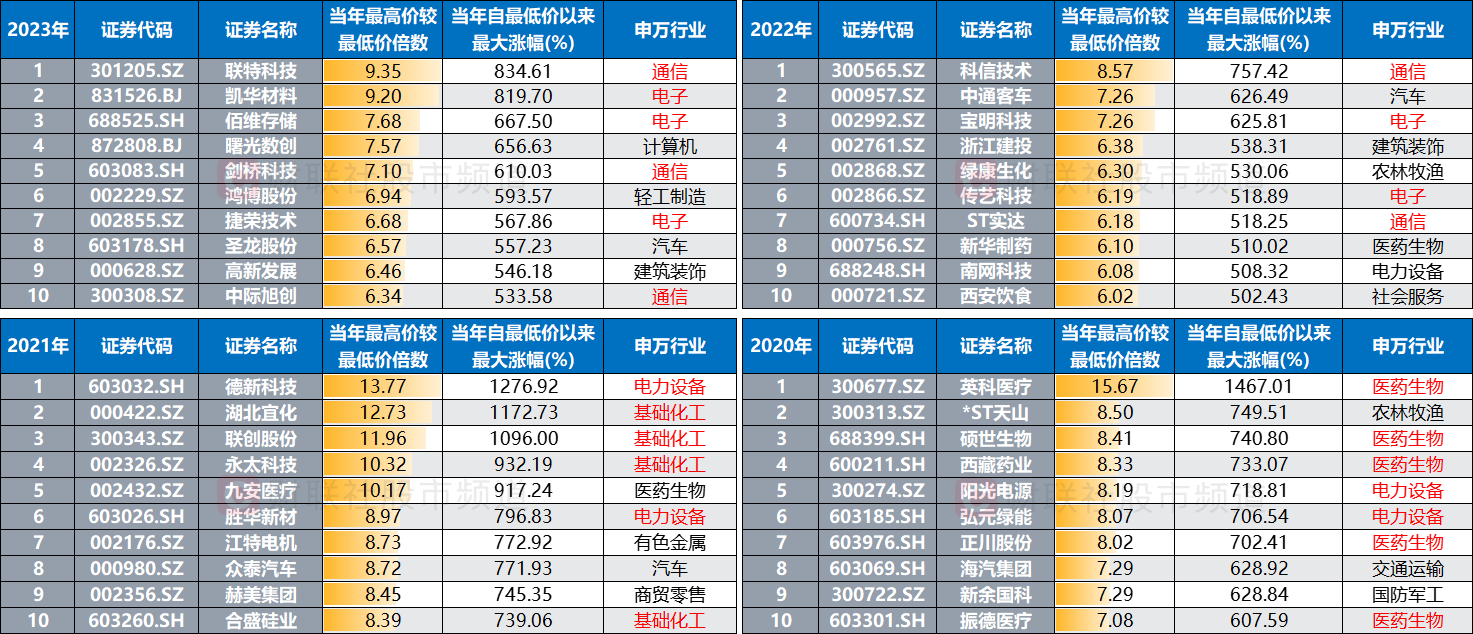 2023年 证券代码 证券名称 当年最高价较最低价倍数 当年自最低价以来最大涨幅(%) 申万行业
1 301205.SZ 联特科技 9.35 834.61 通信
2 831526.BJ 凯华材料 9.20 819.70 电子
3 688525.SH 佰维存储 7.68 667.50 电子
4 872808.BJ 曙光数创 7.57 656.63 计算机
5 603083.SH 剑桥科技 7.10 610.03 通信
6 002229.SZ 鸿博股份 6.94 593.57 轻工制造
7 002855.SZ 捷荣技术 6.68 567.86 电子
8 603178.SH 圣龙股份 6.57 557.23 汽车
9 000628.SZ 高新发展 6.46 546.18 建筑装饰
10 300308.SZ 中际旭创 6.34 533.58 通信
2022年 证券代码 证券名称 当年最高价较最低价倍数 当年自最低价以来最大涨幅(%) 申万行业
1 300565.SZ 科信技术 8.57 757.42 通信
2 000957.SZ 中通客车 7.26 626.49 汽车
3 002992.SZ 宝明科技 7.26 625.81 电子
4 002761.SZ 浙江建投 6.38 538.31 建筑装饰
5 002868.SZ 绿康生化 6.30 530.06 农林牧渔
6 002866.SZ 传艺科技 6.19 518.89 电子
7 600734.SH ST实达 6.18 518.25 通信
8 000756.SZ 新华制药 6.10 510.02 医药生物
9 688248.SH 南网科技 6.08 508.32 电力设备
10 000721.SZ 西安饮食 6.02 502.43 社会服务
2021年 证券代码 证券名称 当年最高价较最低价倍数 当年自最低价以来最大涨幅(%) 申万行业
1 603032.SH 德新科技 13.77 1276.92 电力设备
2 000422.SZ 湖北宜化 12.73 1172.73 基础化工
3 300343.SZ 联创股份 11.96 1096.00 基础化工
4 002326.SZ 永太科技 10.32 932.19 基础化工
5 002432.SZ 九安医疗 10.17 917.24 医药生物
6 603026.SH 胜华新材 8.97 796.83 电力设备
7 002176.SZ 江特电机 8.73 772.92 有色金属
8 000980.SZ 众泰汽车 8.72 771.93 汽车
9 002356.SZ 赫美集团 8.45 745.35 商贸零售
10 603260.SH 合盛硅业 8.39 739.06 基础化工
2020年 证券代码 证券名称 当年最高价较最低价倍数 当年自最低价以来最大涨幅(%) 申万行业
1 300677.SZ 英科医疗 15.67 1467.01 医药生物
2 300313.SZ *ST天山 8.50 749.51 农林牧渔
3 688399.SH 硕世生物 8.41 740.80 医药生物
4 600211.SH 西藏药业 8.33 733.07 医药生物
5 300274.SZ 阳光电源 8.19 718.81 电力设备
6 603185.SH 弘元绿能 8.07 706.54 电力设备
7 603976.SH 正川股份 8.02 702.41 医药生物
8 603069.SH 海汽集团 7.29 628.92 交通运输
9 300722.SZ 新余国科 7.29 628.84 国防军工
10 603301.SH 振德医疗 7.08 607.59 医药生物